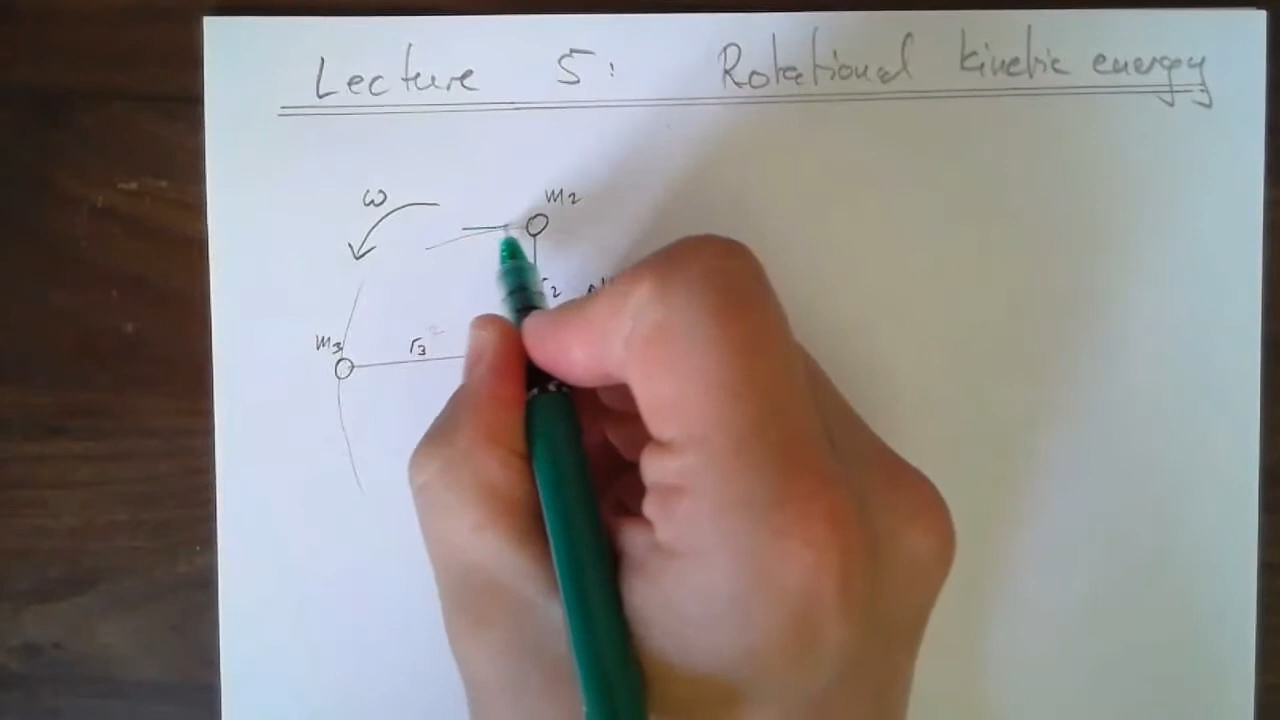 Lecture 5: Rotational kinetic energy
ω
m2
r2
m3
r3